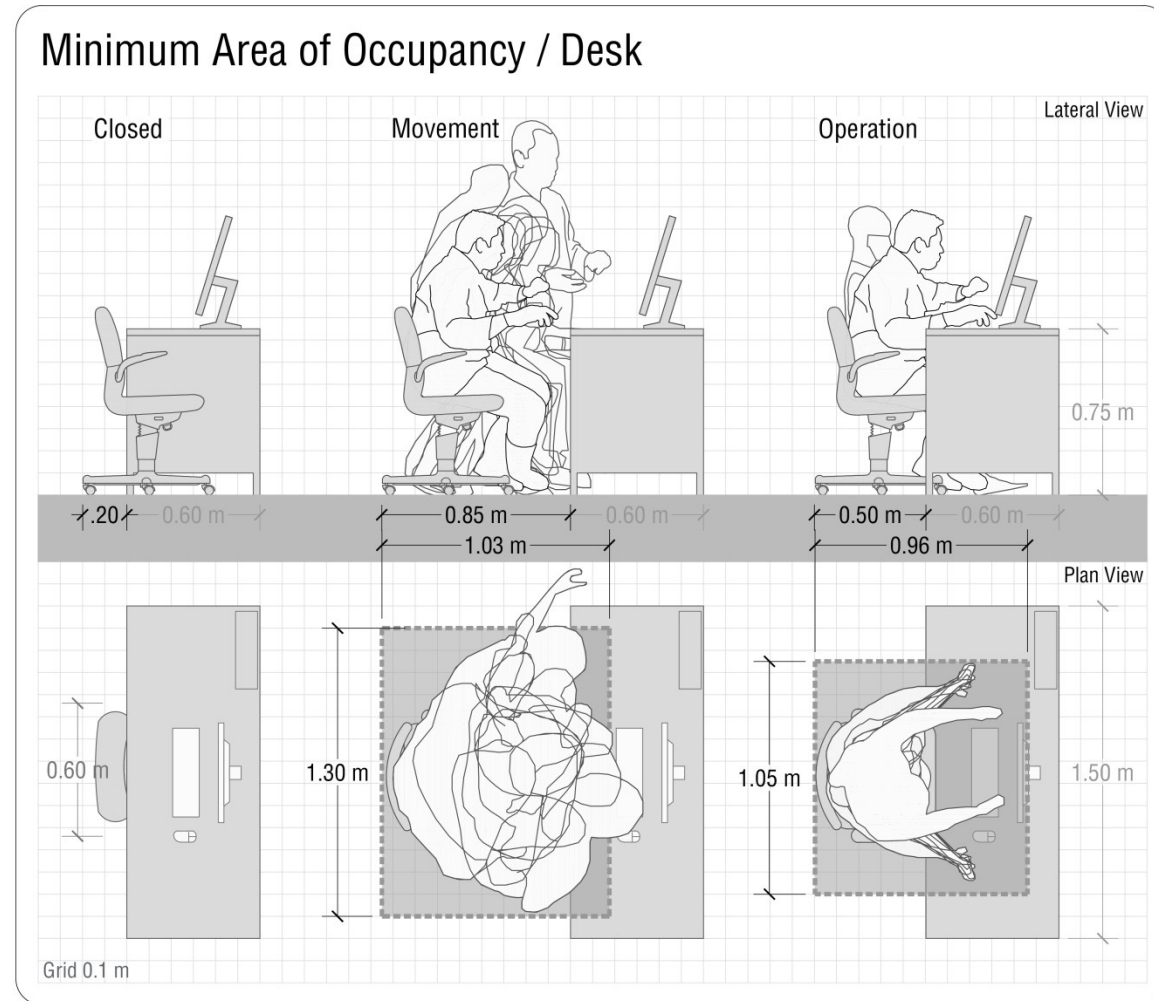 Minimum Area of Occupancy / Desk
Lateral View
Closed
Movement
Operation
0.75 m
.20
0.60 m
0.85 m
0.60 m
0.50 m
0.60 m
1.03 m
0.96 m
Plan View
0.60 m
1.30 m
1.05 m
1.50 m
Grid 0.1 m